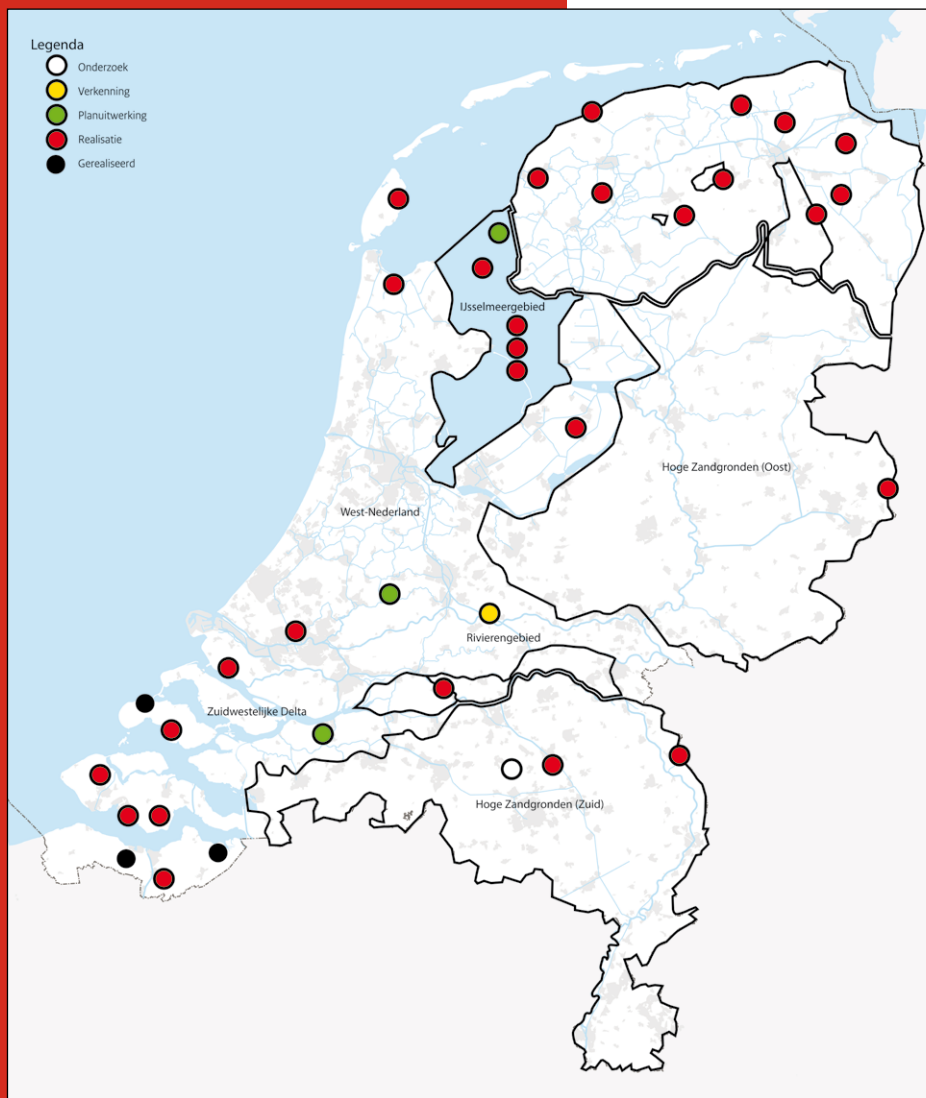 Legenda
Onderzoek
Verkenning
Planuitwerking
Realisatie
Gerealiseerd
IJsselmeergebied
Hoge Zandgronden (Oost)
West-Nederland
Rivierengebied
Zuidwestelijke Delta
Hoge Zandgronden (Zuid)